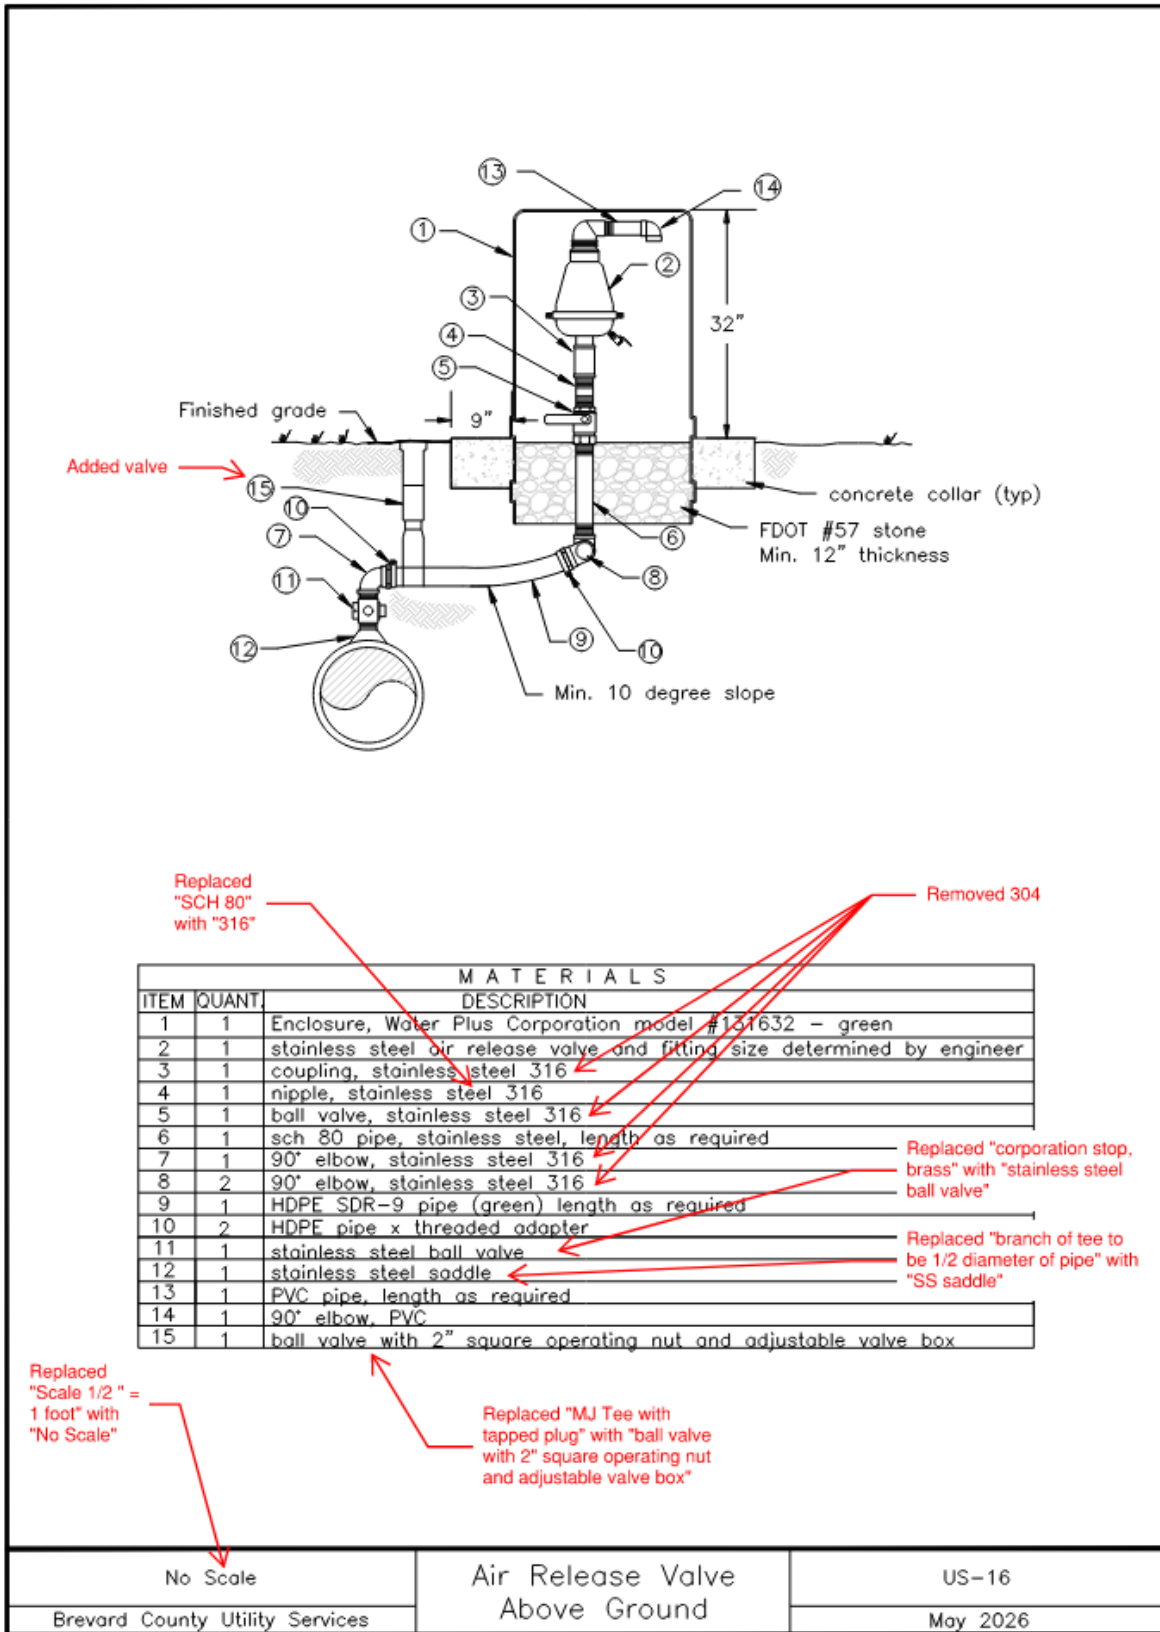 13
14
1
2
3
32"
4
5
Finished grade
9"
Added valve
15
concrete collar (typ)
10
FDOT #57 stone
6
7
Min. 12" thickness
8
11
9
10
12
Min. 10 degree slope
Replaced
"SCH 80"
with "316"
Removed 304
MATERIALS
ITEM QUANT. DESCRIPTION
1 1 Enclosure, Water Plus Corporation model #131632 - green
2 1 stainless steel air release valve and fitting size determined by engineer
3 1 coupling, stainless steel 316
4 1 nipple, stainless steel 316
5 1 ball valve, stainless steel 316
6 1 sch 80 pipe, stainless steel, length as required
7 1 90° elbow, stainless steel 316
8 2 90° elbow, stainless steel 316
9 1 HDPE SDR-9 pipe (green) length as required
10 2 HDPE pipe x threaded adapter
11 1 stainless steel ball valve
12 1 stainless steel saddle
13 1 PVC pipe, length as required
14 1 90° elbow, PVC
15 1 ball valve with 2" square operating nut and adjustable valve box
Replaced "corporation stop,
brass" with "stainless steel
ball valve"
Replaced "branch of tee to
be 1/2 diameter of pipe" with
"SS saddle"
Replaced
"Scale 1/2 " =
1 foot" with
"No Scale"
Replaced "MJ Tee with
tapped plug" with "ball valve
with 2" square operating nut
and adjustable valve box"
No Scale
Brevard County Utility Services
Air Release Valve
Above Ground
US-16
May 2026